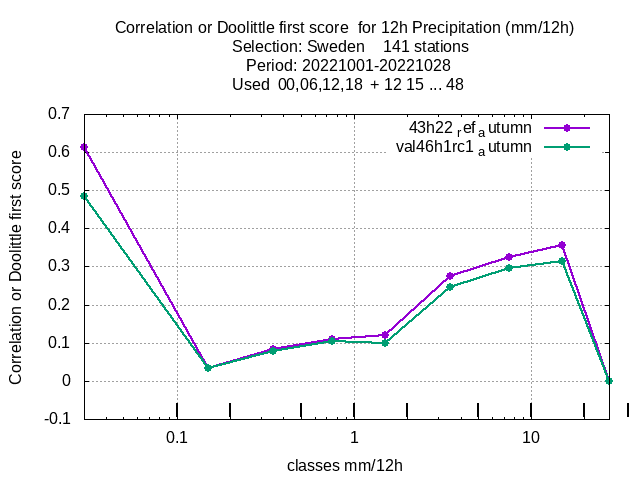 Correlation or Doolittle first score  for 12h Precipitation (mm/12h)
Selection: Sweden    141 stations
Period: 20221001-20221028
Used  00,06,12,18  + 12 15 ... 48
43h22 ref a utumn
val46h1rc1 a utumn
Correlation or Doolittle first score
0.7
0.6
0.5
0.4
0.3
0.2
0.1
0
-0.1
0.1
1
10
classes mm/12h